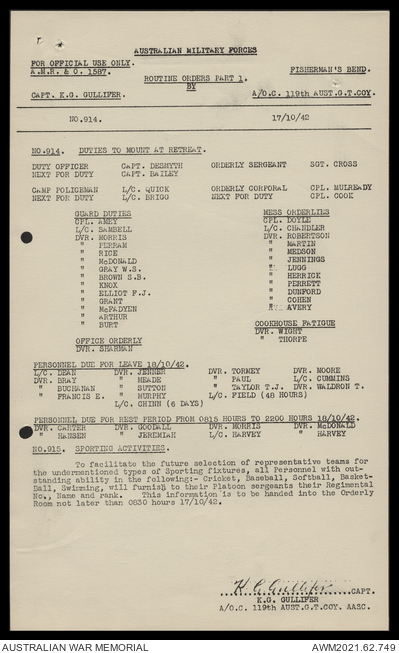 AUSTRALIAN MILITARY FORCES
FOR OFFICIAL USE ONLY.
A.M.R. & O. 1587. FISHERMAN'S BEND.
ROUTINE ORDERS PART 1.
BY
CAPT. K.G. GULLIFER. A/O.C. 119th AUST.G.T.COY.
NO.914. 17/10/42
NO.914. DUTIES TO MOUNT AT RETREAT.
DUTY OFFICER CAPT. DESMYTH ORDERLY SERGEANT SGT. CROSS
NEXT FOR DUTY CAPT. BAILEY
CAMP POLICEMAN L/C. QUICK ORDERLY CORPORAL CPL. MULREADY
NEXT FOR DUTY L/C. BRIGG NEXT FOR DUTY CPL. COOK
GUARD DUTIES MESS ORDERLIES
CPL. AMEY CPL. DOYLE
L/C. SAMBELL L/C. CHANDLER
DVR. MORRIS DVR. ROBERTSON
" PERRAM " MARTIN
" RICE " MEDSON
" McDONALD " JENNINGS
" GRAY W.S. " LUGG
" BROWN S.B. " HERRICK
" KNOX " PERRETT
" ELLIOT F.J. " DUNFORD
" GRANT " COHEN
" McFADYEN " AVERY
" ARTHUR
" BURT COOKHOUSE FATIGUE
DVR. WIGHT
OFFICE ORDERLY " THORPE
DVR. SHARMAN
PERSONNEL DUE FOR LEAVE 18/10/42.
L/C. DEAN DVR. JENNER DVR. TORMEY DVR. MOORE
DVR. BRAY " MEADE " PAUL L/C. CUMMINS
" BUCHANAN " SUTTON " TAYLOR T.J. DVR. WALDRON T.
" FRANCIS E. " MURPHY L/C. FIELD (48 HOURS)
L/C. CHINN (6 DAYS)
PERSONNEL DUE FOR REST PERIOD FROM 0815 HOURS TO 2200 HOURS 18/10/42.
DVR. CARTER DVR. GOODALL DVR. MORRIS DVR. McDONALD
" HANSEN " JEREMIAH L/C. HARVEY " HARVEY
NO.915. SPORTING ACTIVITIES.
To facilitate the future selection of representative teams for
the undermentioned types of Sporting fixtures, all Personnel with out-
standing ability in the following:- Cricket, Baseball, Softball, Basket-
Ball, Swimming, will furnish to their Platoon sergeants their Regimental
No., Name and rank. This information is to be handed into the Orderly
Room not later than 0830 hours 17/10/42.
K G Gullifer CAPT.
K.G. GULLIFER
A/O.C. 119th AUST.G.T.COY. AASC.
AUSTRALIAN WAR MEMORIAL AWM2021.62.749